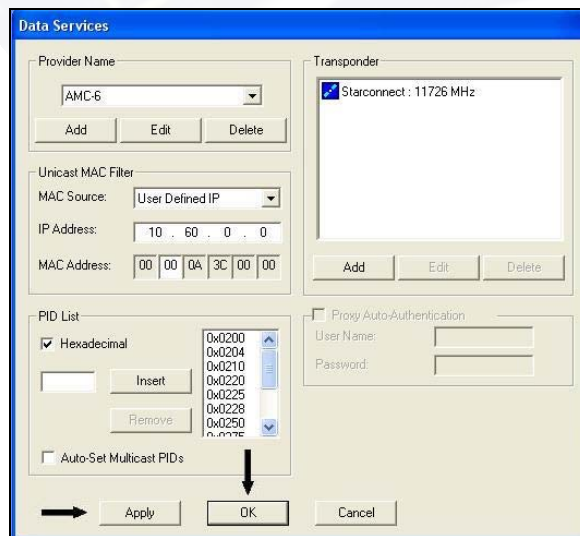 Data Services
Provider Name
AMC-6
Add Edit Delete
Unicast MAC Filter
MAC Source: User Defined IP
IP Address: 10 . 60 . 0 . 0
MAC Address: 00 00 0A 3C 00 00
PID List
Hexadecimal
Insert
Remove
0x0200
0x0204
0x0210
0x0220
0x0225
0x0228
0x0250
Auto-Set Multicast PIDs
Transponder
Starconnect : 11726 MHz
Add Edit Delete
Proxy Auto-Authentication
User Name:
Password:
Apply OK Cancel